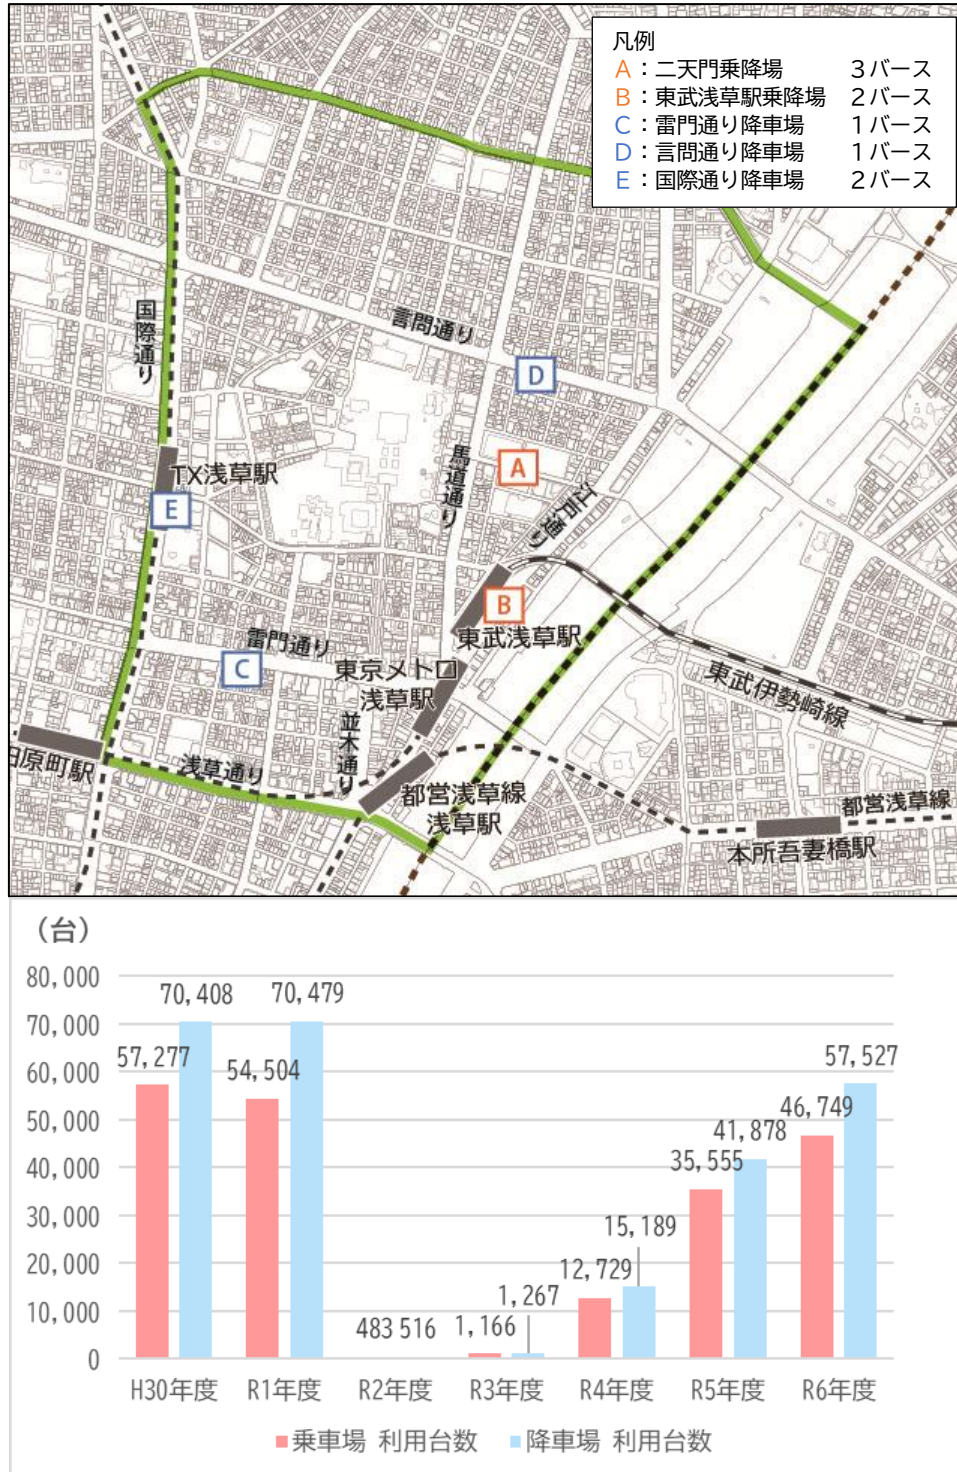 凡例
A：二天門乗降場 3バース
B：東武浅草駅乗降場 2バース
C：雷門通り降車場 1バース
D：言問通り降車場 1バース
E：国際通り降車場 2バース
国際通り
言問通り
D
馬道通り
A
TX浅草駅
E
江戸通り
B
東武浅草駅
雷門通り
C
東京メトロ
浅草駅
東武伊勢崎線
並木通り
田原町駅
浅草通り
都営浅草線
浅草駅
都営浅草線
本所吾妻橋駅
（台）
80,000
70,000
60,000
50,000
40,000
30,000
20,000
10,000
0
57,277
70,408
54,504
70,479
483 516
1,166
1,267
12,729
15,189
35,555
41,878
46,749
57,527
H30年度 R1年度 R2年度 R3年度 R4年度 R5年度 R6年度
乗車場 利用台数 降車場 利用台数